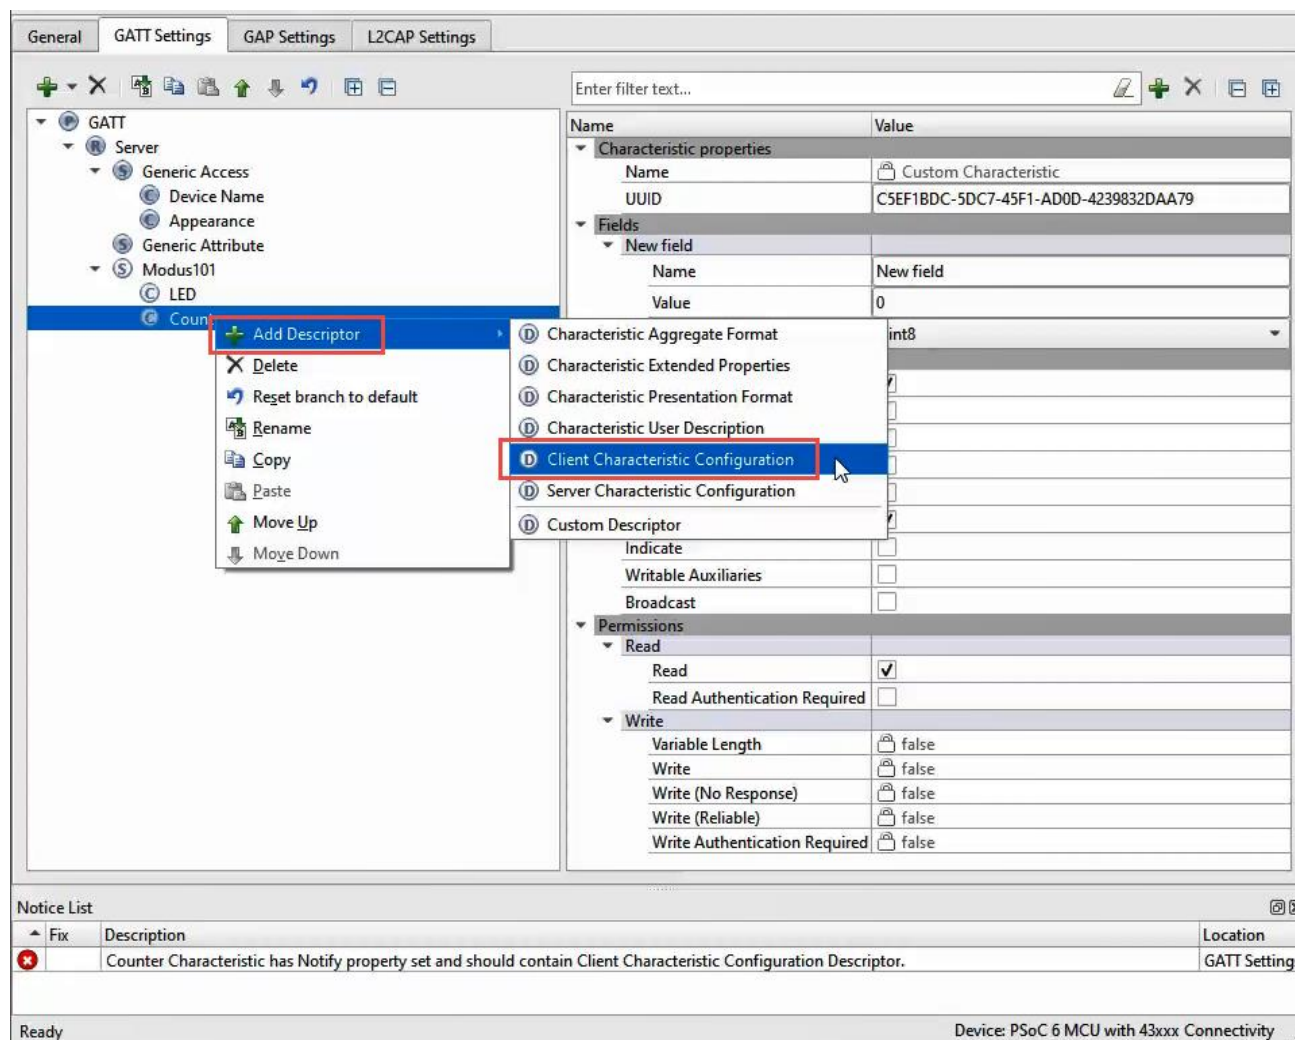 General GATT Settings GAP Settings L2CAP Settings
Enter filter text...
GATT
Server
Generic Access
Device Name
Appearance
Generic Attribute
Modus101
LED
Add Descriptor
Delete
Reset branch to default
Rename
Copy
Paste
Move Up
Move Down
Characteristic Aggregate Format
Characteristic Extended Properties
Characteristic Presentation Format
Characteristic User Description
Client Characteristic Configuration
Server Characteristic Configuration
Custom Descriptor
Name Value
Characteristic properties
Name Custom Characteristic
UUID C5EF1BDC-5DC7-45F1-AD0D-4239832DAA79
Fields
New field
Name New field
Value 0
int8
Indicate
Writable Auxiliaries
Broadcast
Permissions
Read
Read
Read Authentication Required
Write
Variable Length false
Write false
Write (No Response) false
Write (Reliable) false
Write Authentication Required false
Notice List
Fix Description Location
Counter Characteristic has Notify property set and should contain Client Characteristic Configuration Descriptor. GATT Setting
Ready Device: PSoC 6 MCU with 43xxx Connectivity